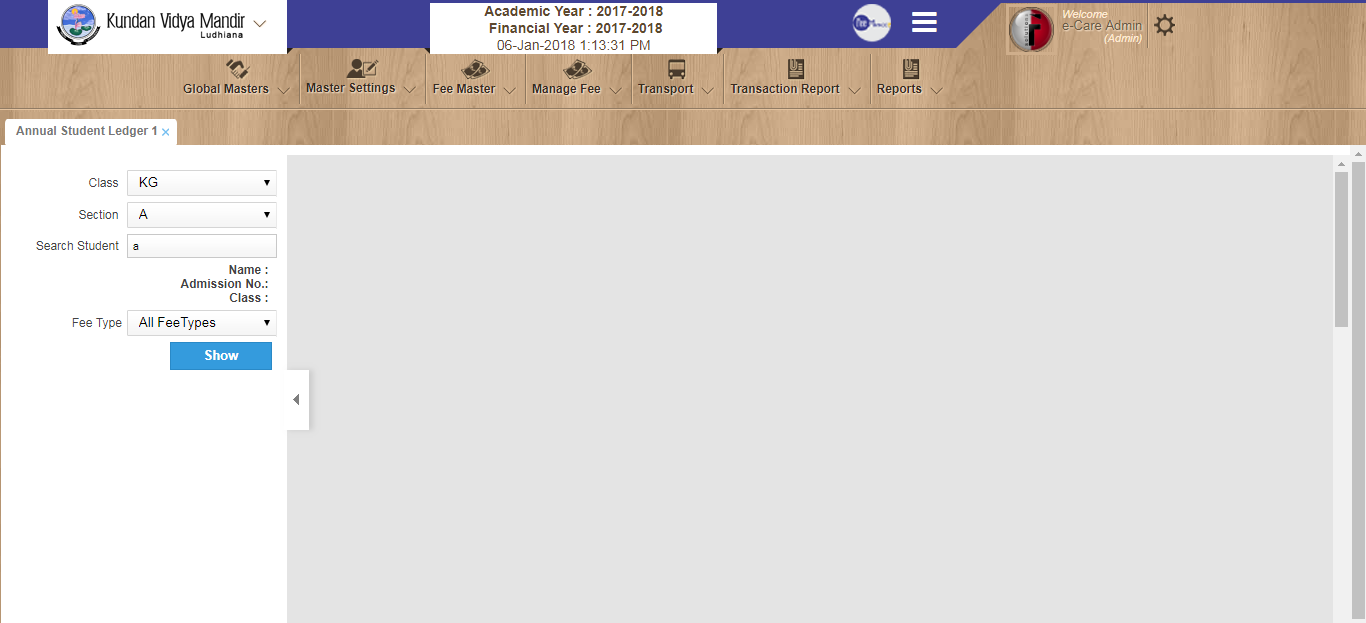 Kundan Vidya Mandir
Ludhiana
Academic Year : 2017-2018
Financial Year : 2017-2018
06-Jan-2018 1:13:31 PM
Fee
Welcome
e-Care Admin
(Admin)
Global Masters
Master Settings
Fee Master
Manage Fee
Transport
Transaction Report
Reports
Annual Student Ledger 1 ×
Class KG
Section A
Search Student a
Name :
Admission No.:
Class :
Fee Type All FeeTypes
Show